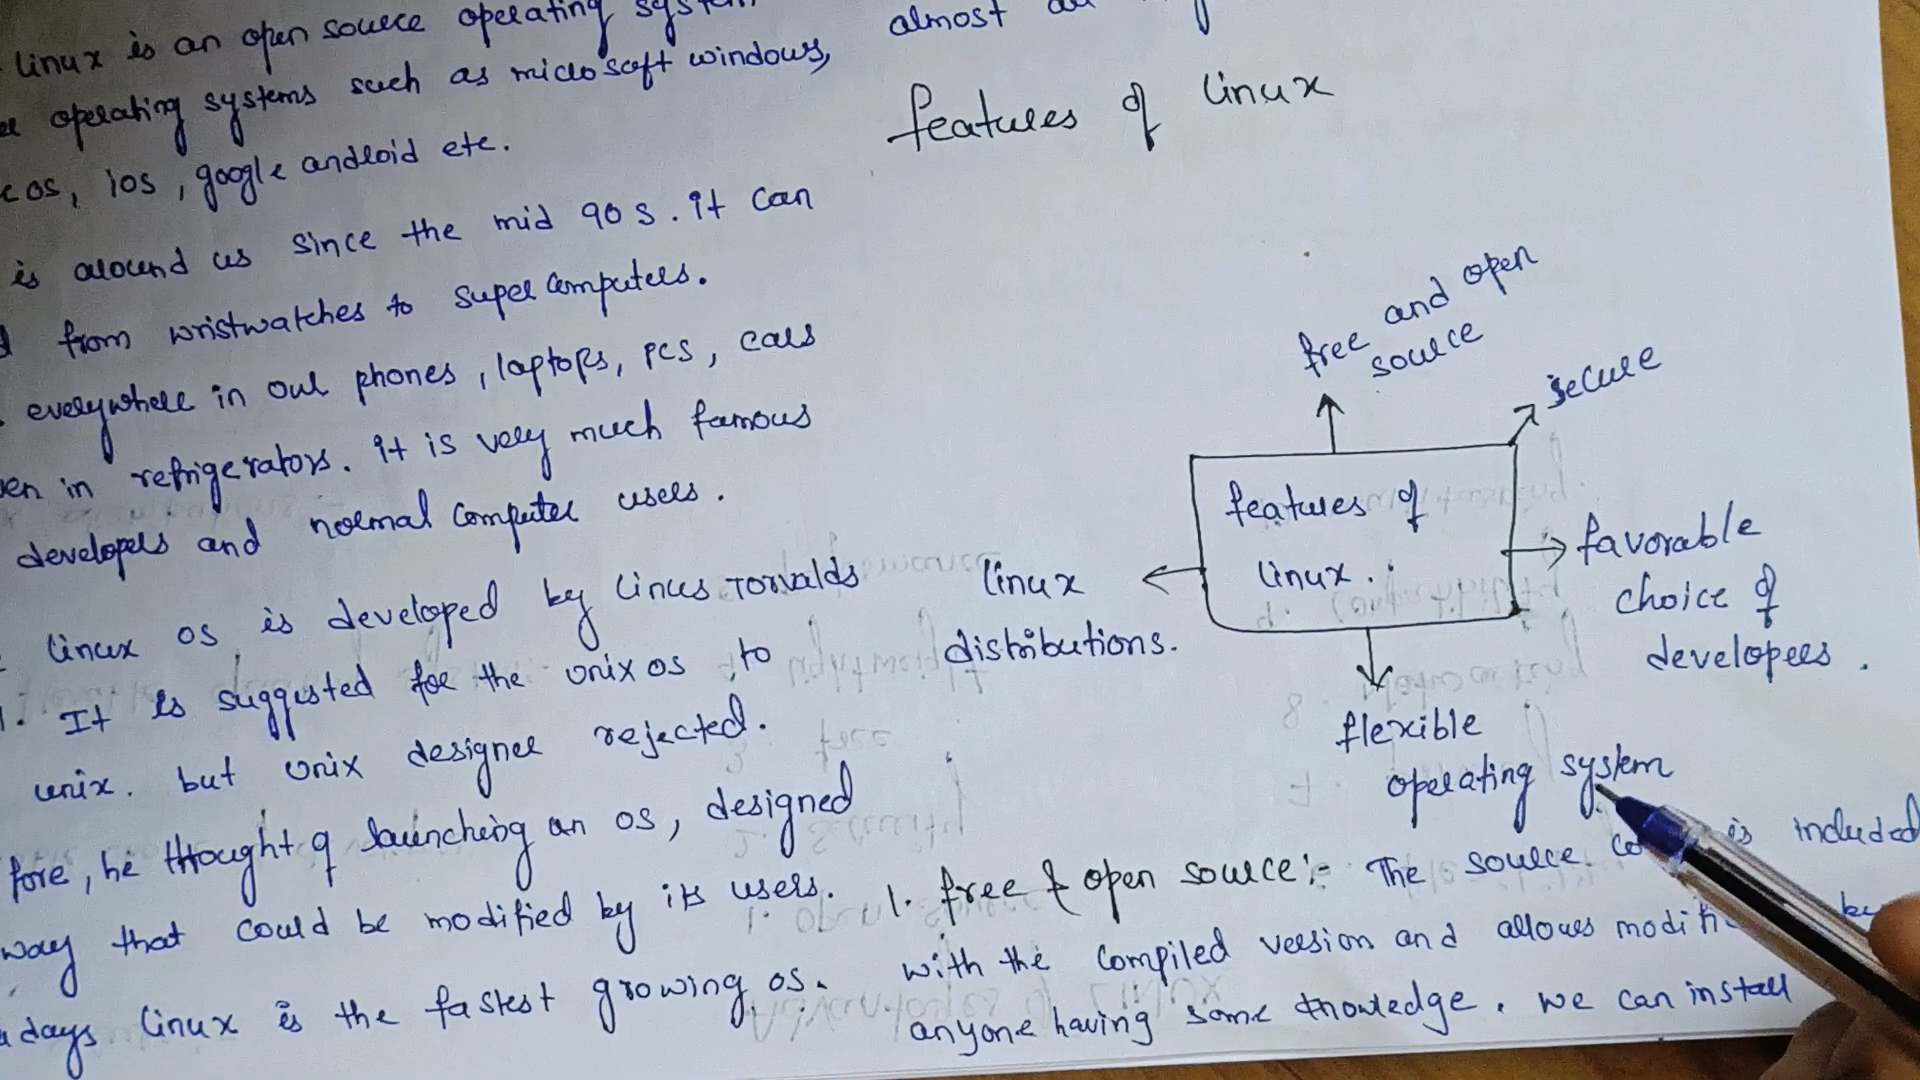 linux is an open source operating system
operating systems such as microsoft windows,
os, ios, google android etc.
is around us since the mid 90s. it can
from wristwatches to super computers.
everywhere in our phones, laptops, pcs, cars
in refrigerators. it is very much famous
developers and normal computer users.
linux os is developed by linus torvalds
. It is suggusted for the unix os, to
unix. but unix designer rejected.
fore, he thought of launching an os, designed
way that could be modified by its users.
days linux is the fastest growing os.
almost
features of linux
free and open
source
secure
features of
linux.
favorable
choice of
developers.
linux
distributions.
flexible
operating system
1. free & open source:- The source is included
with the compiled version and allows
anyone having some knowledge. we can install